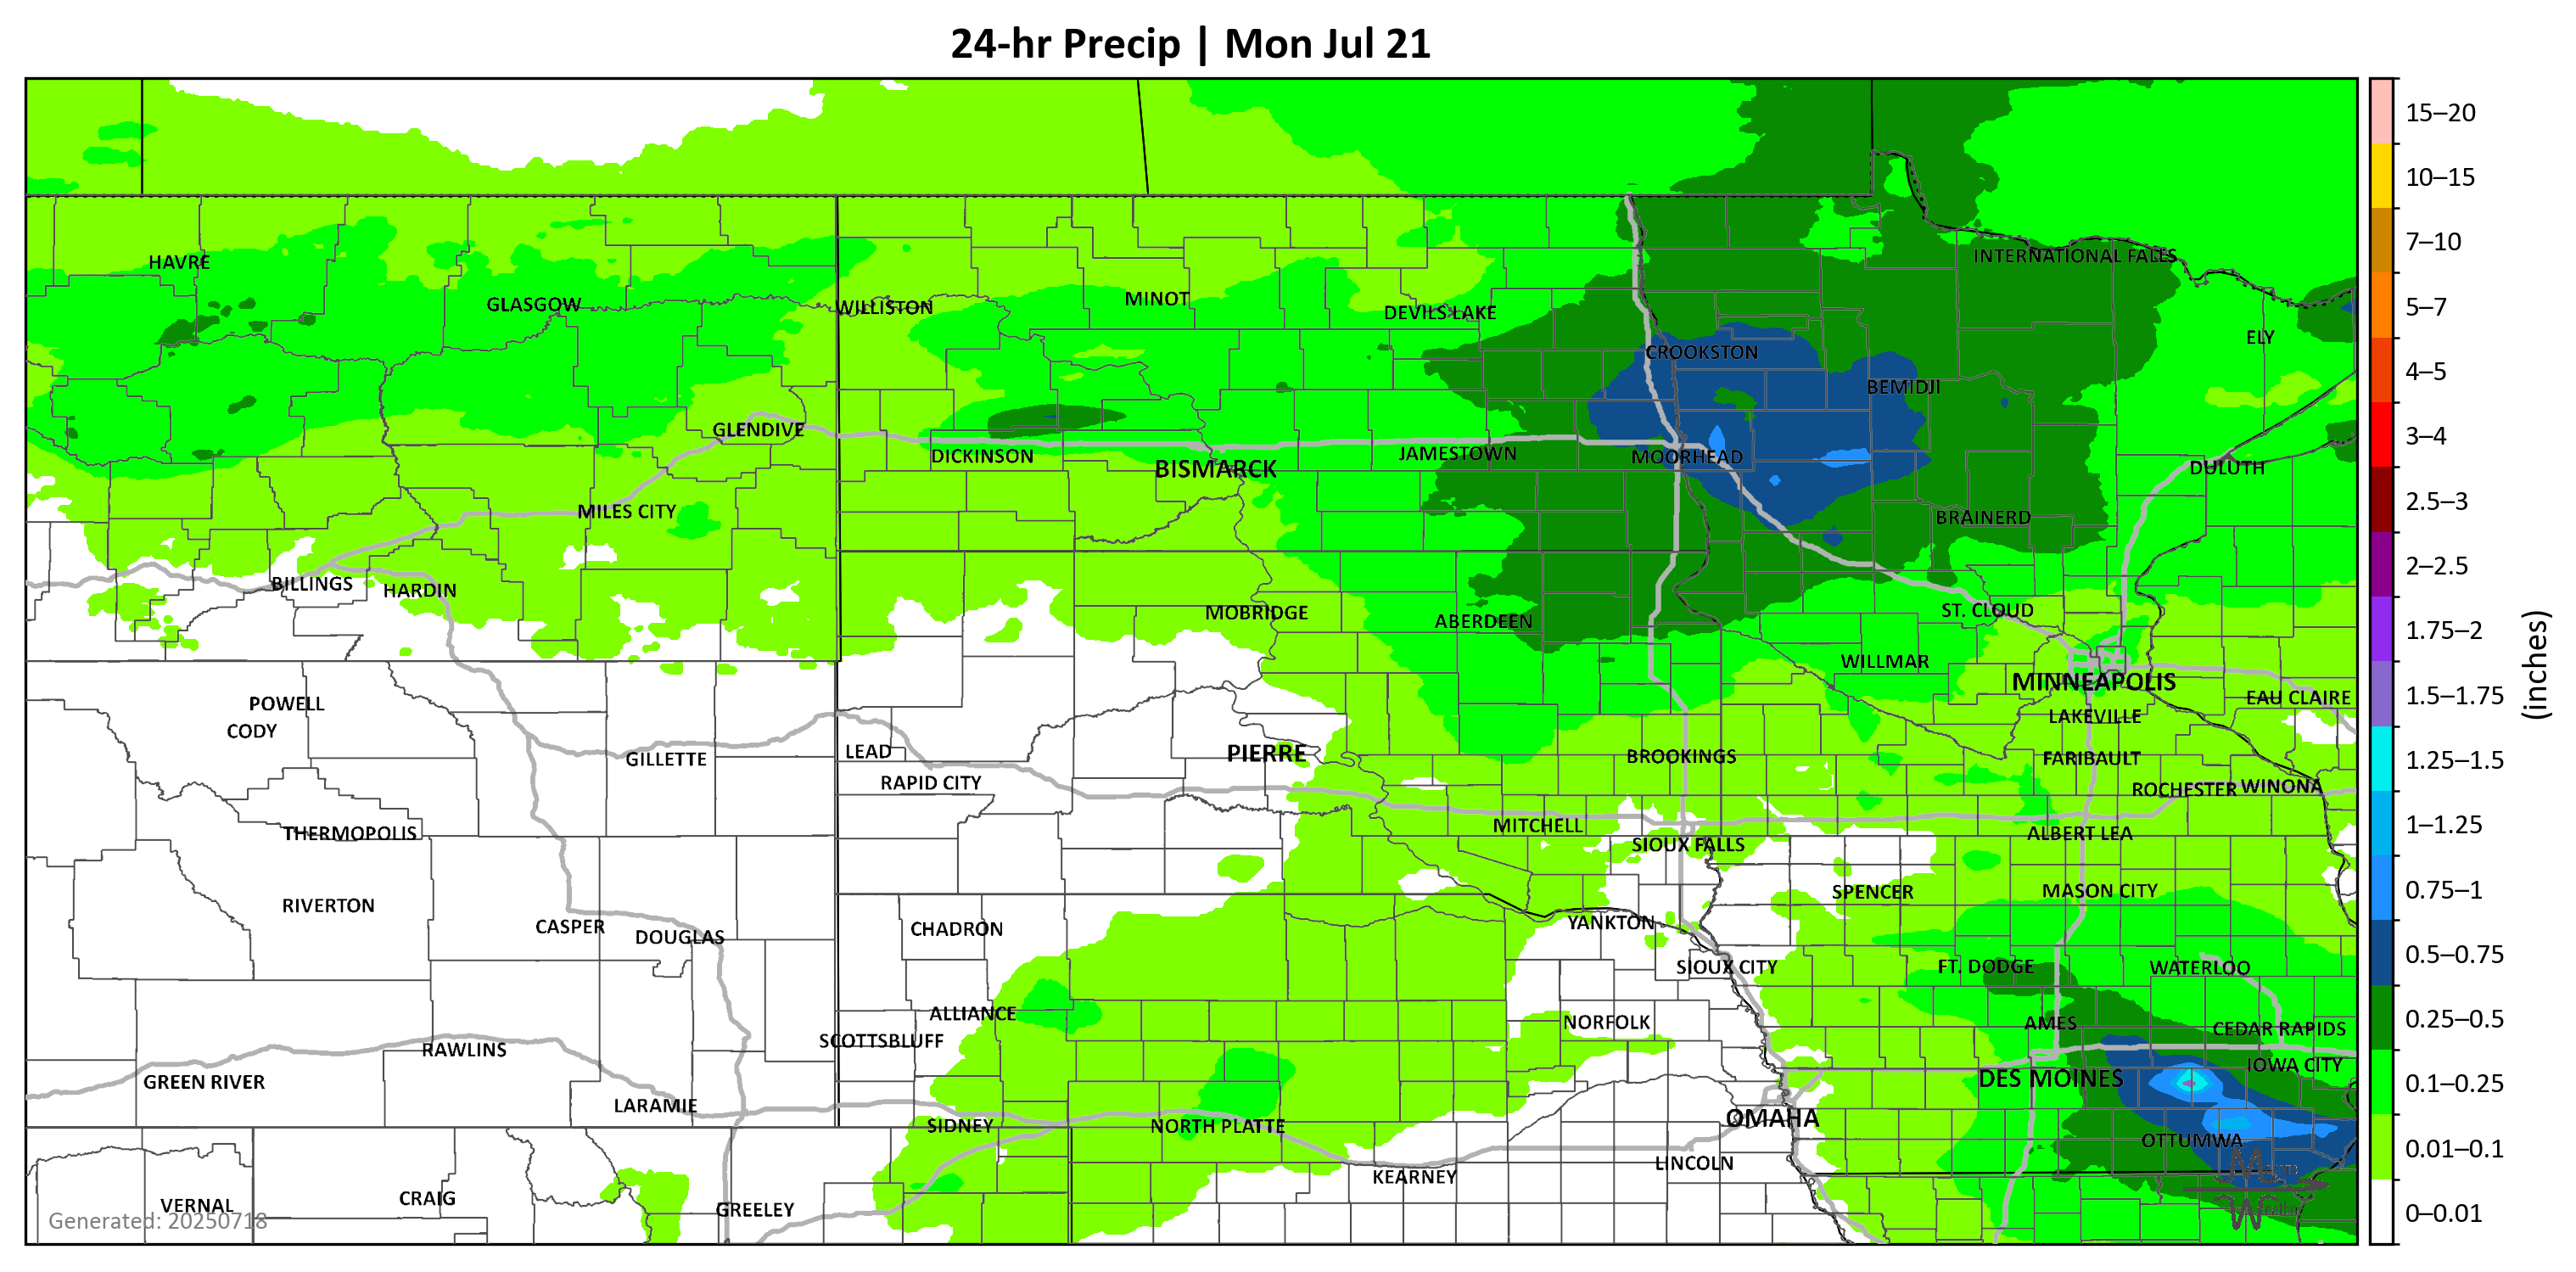 24-hr Precip | Mon Jul 21
HAVRE
INTERNATIONAL FALLS
GLASGOW
WILLISTON
MINOT
DEVILS LAKE
ELY
CROOKSTON
BEMIDJI
GLENDIVE
DICKINSON
BISMARCK
JAMESTOWN
MOORHEAD
DULUTH
MILES CITY
BRAINERD
BILLINGS
HARDIN
MOBRIDGE
ABERDEEN
ST. CLOUD
WILLMAR
MINNEAPOLIS
POWELL
EAU CLAIRE
CODY
LAKEVILLE
GILLETTE
LEAD
PIERRE
BROOKINGS
FARIBAULT
RAPID CITY
ROCHESTER
WINONA
THERMOPOLIS
MITCHELL
ALBERT LEA
SIOUX FALLS
RIVERTON
SPENCER
MASON CITY
CASPER
DOUGLAS
CHADRON
YANKTON
SIOUX CITY
FT. DODGE
WATERLOO
ALLIANCE
NORFOLK
AMES
CEDAR RAPIDS
SCOTTSBLUFF
RAWLINS
IOWA CITY
GREEN RIVER
DES MOINES
LARAMIE
SIDNEY
NORTH PLATTE
OMAHA
OTTUMWA
KEARNEY
LINCOLN
VERNAL
CRAIG
GREELEY
Generated: 20250718
15–20
10–15
7–10
5–7
4–5
3–4
2.5–3
2–2.5
1.75–2
1.5–1.75
1.25–1.5
1–1.25
0.75–1
0.5–0.75
0.25–0.5
0.1–0.25
0.01–0.1
0–0.01
(inches)